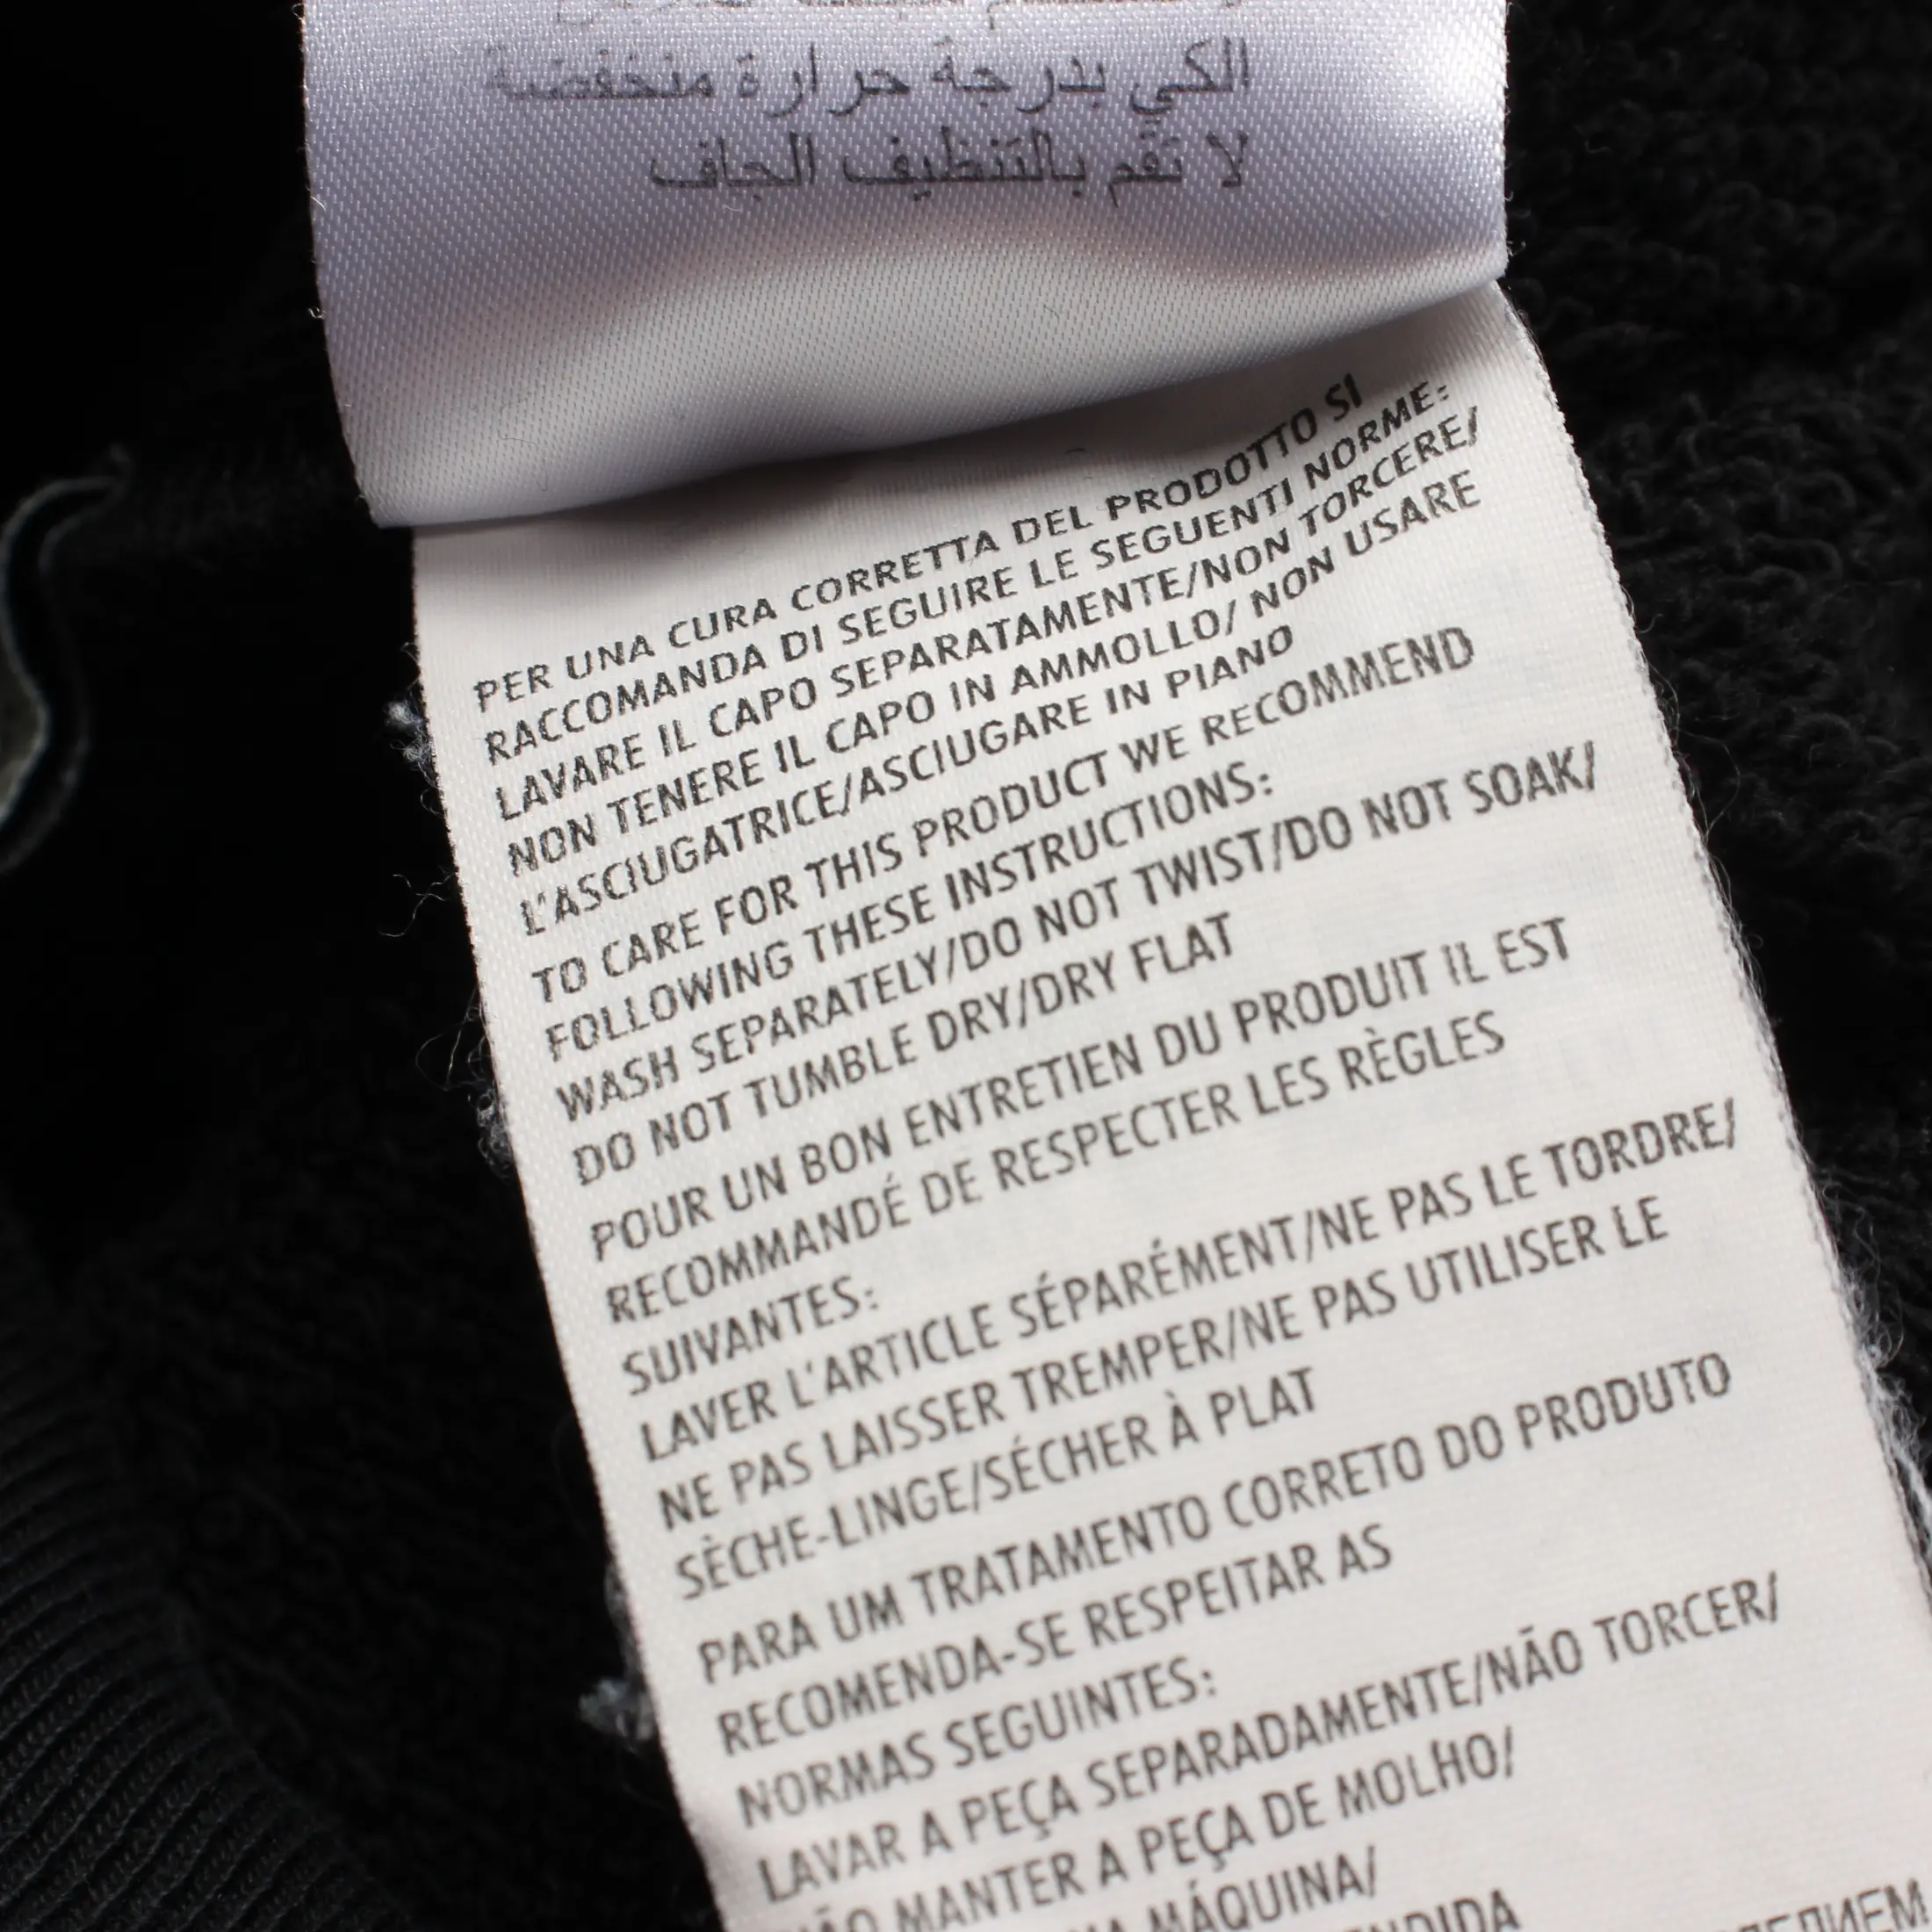 الكي بدرجة حرارة منخفضة
لا تقم بالتنظيف الجاف
PER UNA CURA CORRETTA DEL PRODOTTO SI
RACCOMANDA DI SEGUIRE LE SEGUENTI NORME:
LAVARE IL CAPO SEPARATAMENTE/NON TORCERE/
NON TENERE IL CAPO IN AMMOLLO/ NON USARE
L'ASCIUGATRICE/ASCIUGARE IN PIANO
TO CARE FOR THIS PRODUCT WE RECOMMEND
FOLLOWING THESE INSTRUCTIONS:
WASH SEPARATELY/DO NOT TWIST/DO NOT SOAK/
DO NOT TUMBLE DRY/DRY FLAT
POUR UN BON ENTRETIEN DU PRODUIT IL EST
RECOMMANDÉ DE RESPECTER LES RÈGLES
SUIVANTES:
LAVER L'ARTICLE SÉPARÉMENT/NE PAS LE TORDRE/
NE PAS LAISSER TREMPER/NE PAS UTILISER LE
SÈCHE-LINGE/SÉCHER À PLAT
PARA UM TRATAMENTO CORRETO DO PRODUTO
RECOMENDA-SE RESPEITAR AS
NORMAS SEGUINTES:
LAVAR A PEÇA SEPARADAMENTE/NÃO TORCER/
NÃO MANTER A PEÇA DE MOLHO/
MÁQUINA/